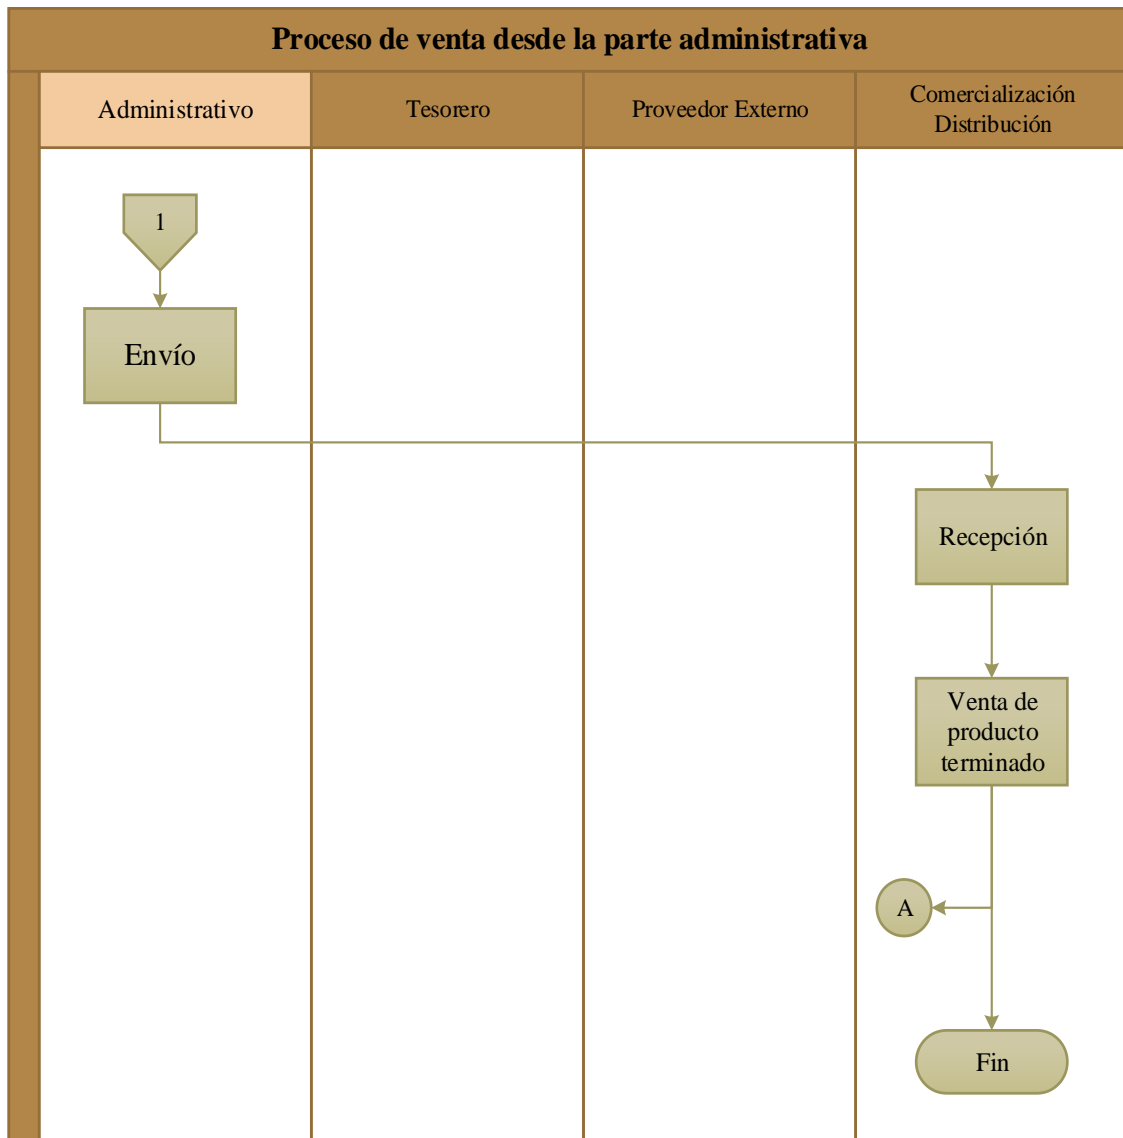 Proceso de venta desde la parte administrativa
Administrativo
Tesorero
Proveedor Externo
Comercialización
Distribución
1
Envío
Recepción
Venta de
producto
terminado
A
Fin